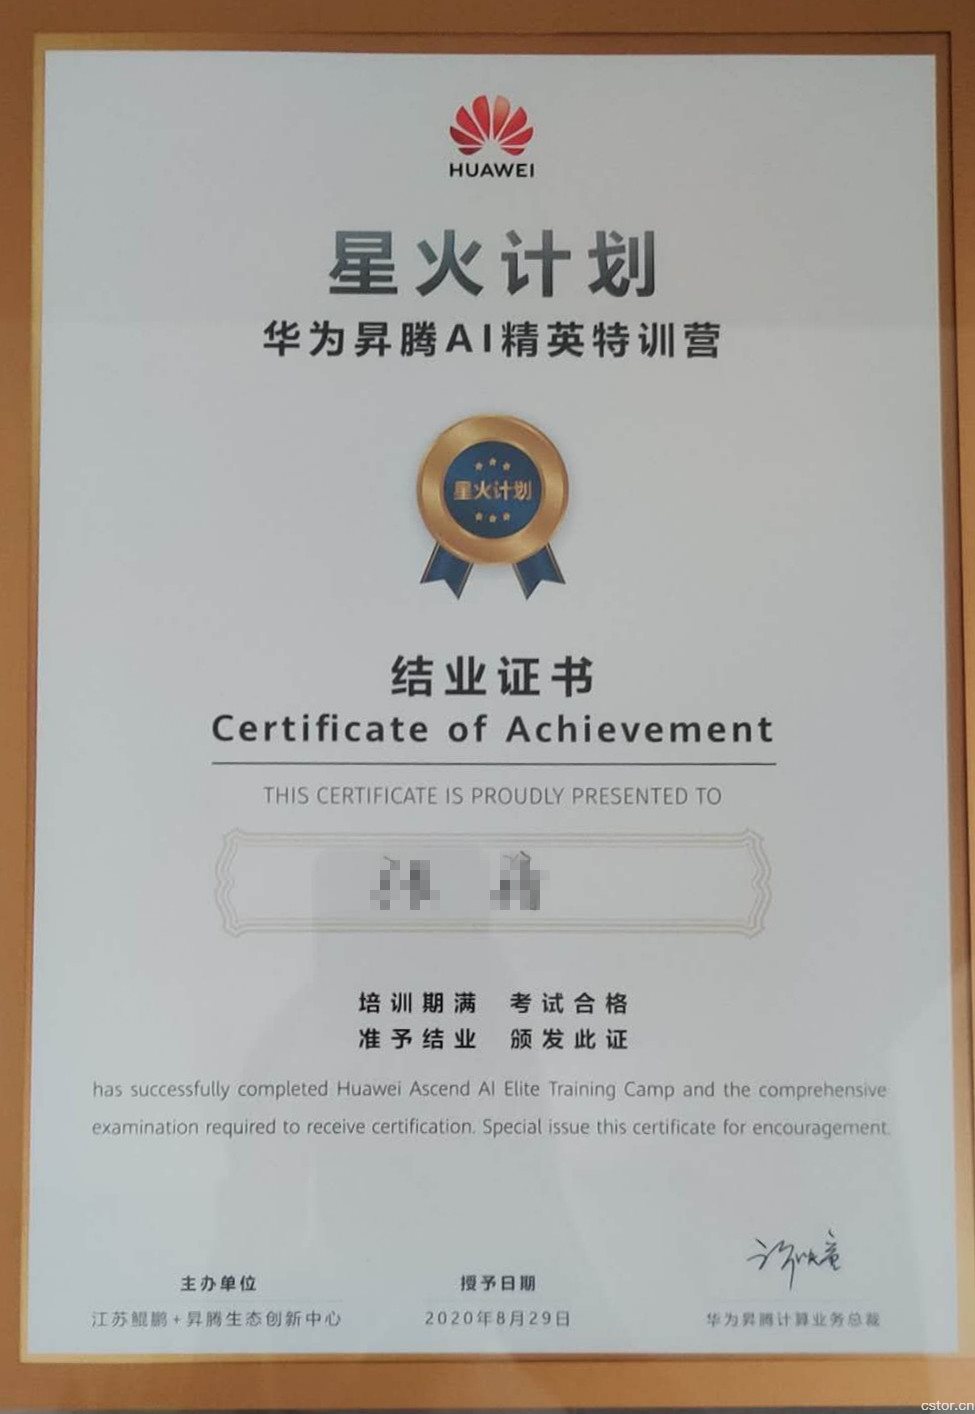 HUAWEI
星火计划
华为昇腾AI精英特训营
星火计划
结业证书
Certificate of Achievement
THIS CERTIFICATE IS PROUDLY PRESENTED TO
培训期满 考试合格
准予结业 颁发此证
has successfully completed Huawei Ascend AI Elite Training Camp and the comprehensive
examination required to receive certification. Special issue this certificate for encouragement.
主办单位 授予日期
江苏鲲鹏+昇腾生态创新中心 2020年8月29日 华为昇腾计算业务总裁
cstor.cn